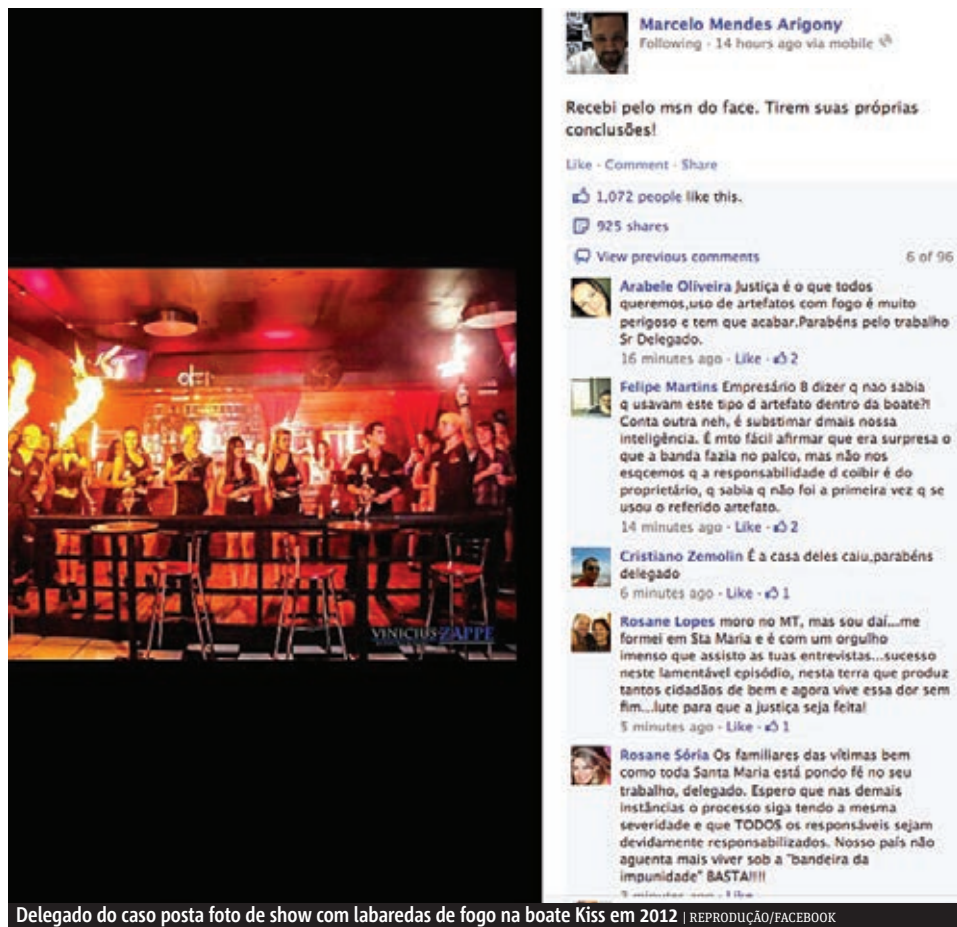 Marcelo Mendes Arigony
Following · 14 hours ago via mobile
Recebi pelo msn do face. Tirem suas próprias
conclusões!
Like · Comment · Share
1,072 people like this.
925 shares
View previous comments 6 of 96
Arabele Oliveira Justiça é o que todos
queremos,uso de artefatos com fogo é muito
perigoso e tem que acabar.Parabéns pelo trabalho
Sr Delegado.
16 minutes ago · Like · 2
Felipe Martins Empresário 8 dizer q nao sabia
q usavam este tipo d artefato dentro da boate?!
Conta outra neh, é substimar dmais nossa
inteligência. É mto fácil afirmar que era surpresa o
que a banda fazia no palco, mas não nos
esqcemos q a responsabilidade d coibir é do
proprietário, q sabia q não foi a primeira vez q se
usou o referido artefato.
14 minutes ago · Like · 2
Cristiano Zemolin É a casa deles caiu,parabéns
delegado
6 minutes ago · Like · 1
Rosane Lopes moro no MT, mas sou daí...me
formei em Sta Maria e é com um orgulho
imenso que assisto as tuas entrevistas...sucesso
neste lamentável episódio, nesta terra que produz
tantos cidadãos de bem e agora vive essa dor sem
fim...lute para que a justiça seja feita!
5 minutes ago · Like · 1
Rosane Sória Os familiares das vítimas bem
como toda Santa Maria está pondo fé no seu
trabalho, delegado. Espero que nas demais
instâncias o processo siga tendo a mesma
severidade e que TODOS os responsáveis sejam
devidamente responsabilizados. Nosso país não
aguenta mais viver sob a "bandeira da
impunidade" BASTA!!!!
VINICIUS ZAPPE
Delegado do caso posta foto de show com labaredas de fogo na boate Kiss em 2012 | REPRODUÇÃO/FACEBOOK